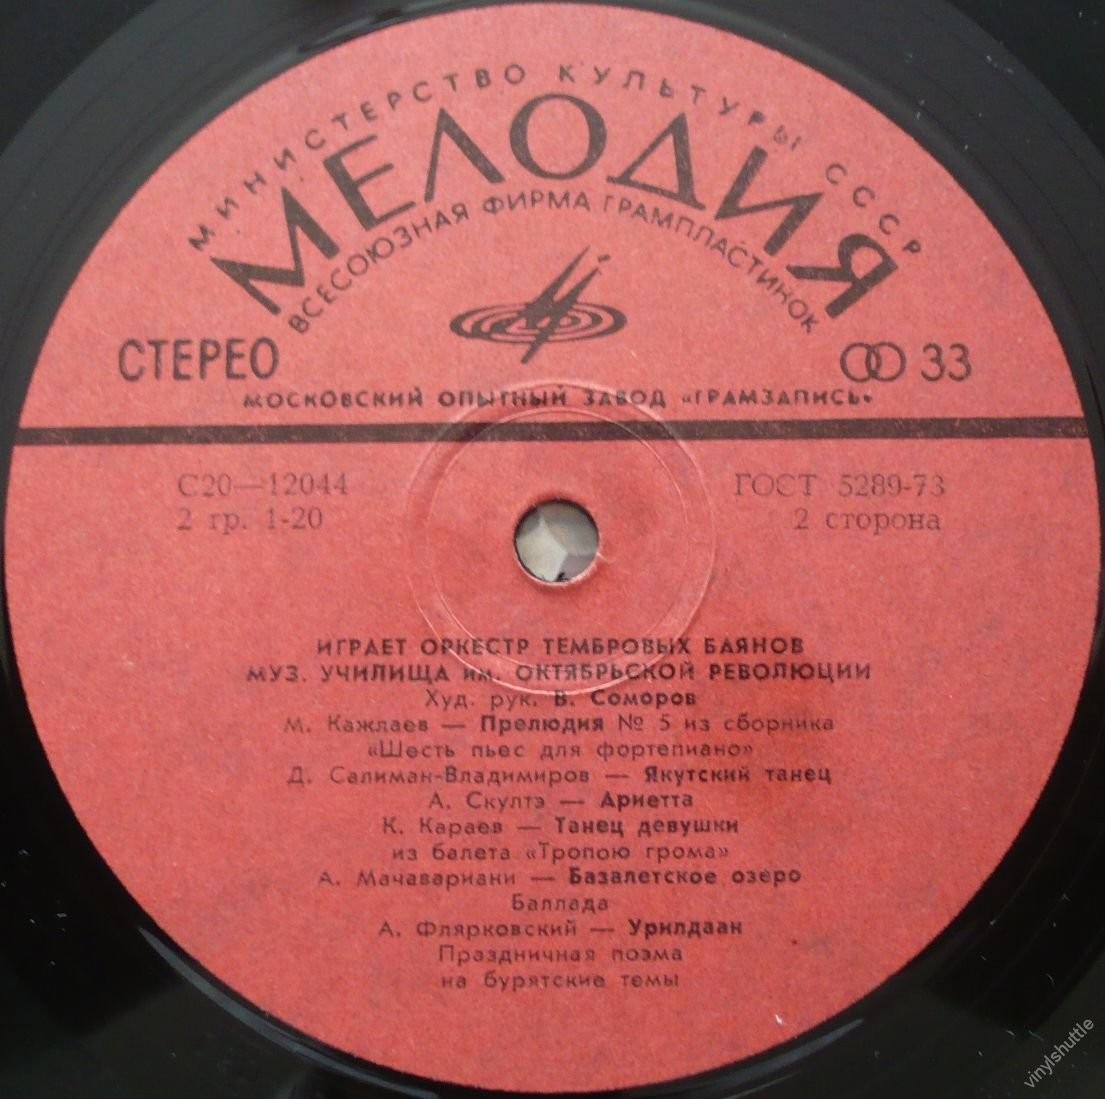 МИНИСТЕРСТВО КУЛЬТУРЫ СССР
МЕЛОДИЯ
ВСЕСОЮЗНАЯ ФИРМА ГРАМПЛАСТИНОК
СТЕРЕО 33
МОСКОВСКИЙ ОПЫТНЫЙ ЗАВОД «ГРАМЗАПИСЬ»
С20—12044 ГОСТ 5289-73
2 гр. 1-20 2 сторона
ИГРАЕТ ОРКЕСТР ТЕМБРОВЫХ БАЯНОВ
МУЗ. УЧИЛИЩА им. ОКТЯБРЬСКОЙ РЕВОЛЮЦИИ
Худ. рук. В. Соморов
М. Кажлаев — Прелюдия № 5 из сборника
«Шесть пьес для фортепиано»
Д. Салиман-Владимиров — Якутский танец
А. Скултэ — Ариетта
К. Караев — Танец девушки
из балета «Тропою грома»
А. Мачавариани — Базалетское озеро
Баллада
А. Флярковский — Урилдаан
Праздничная поэма
на бурятские темы
vinylshuttle